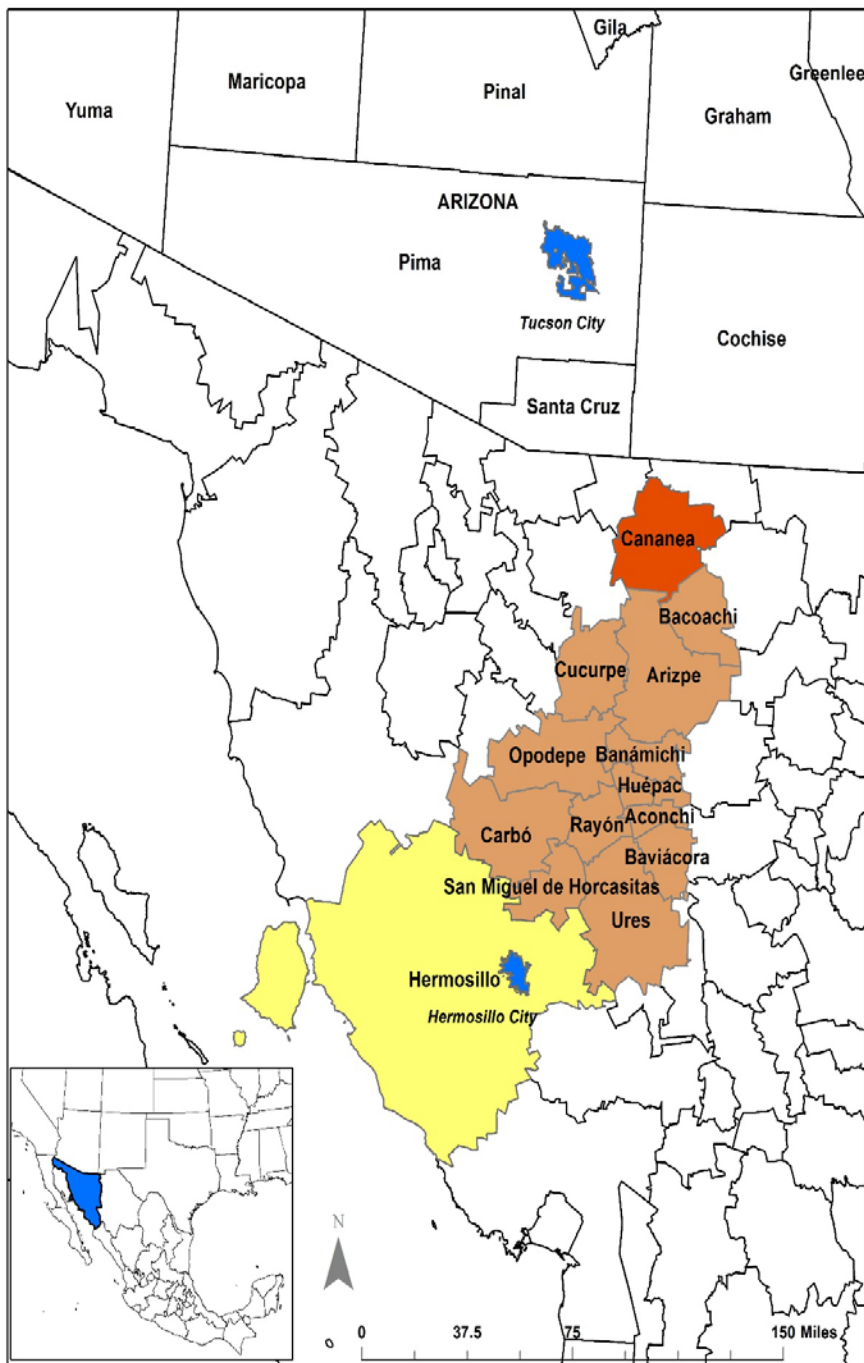 Gila
Greenlee
Maricopa
Pinal
Yuma
Graham
ARIZONA
Pima
Tucson City
Cochise
Santa Cruz
Cananea
Bacoachi
Cucurpe
Arizpe
Opodepe
Banámichi
Huépac
Aconchi
Rayón
Carbó
Baviácora
San Miguel de Horcasitas
Ures
Hermosillo
Hermosillo City
N
0 37.5 75 150 Miles